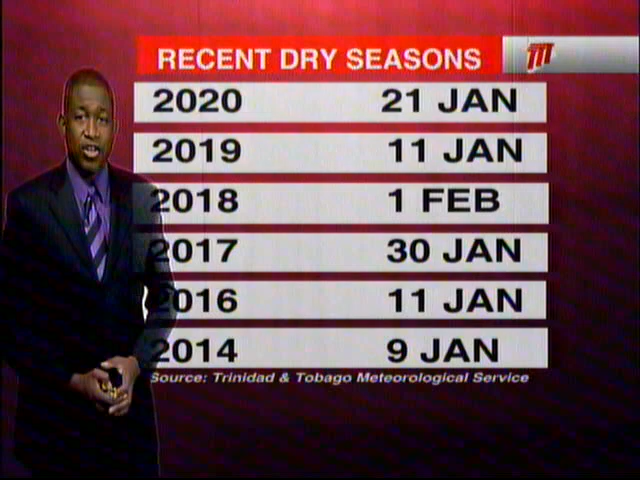 RECENT DRY SEASONS
2020 21 JAN
2019 11 JAN
2018 1 FEB
2017 30 JAN
2016 11 JAN
2014 9 JAN
Source: Trinidad & Tobago Meteorological Service